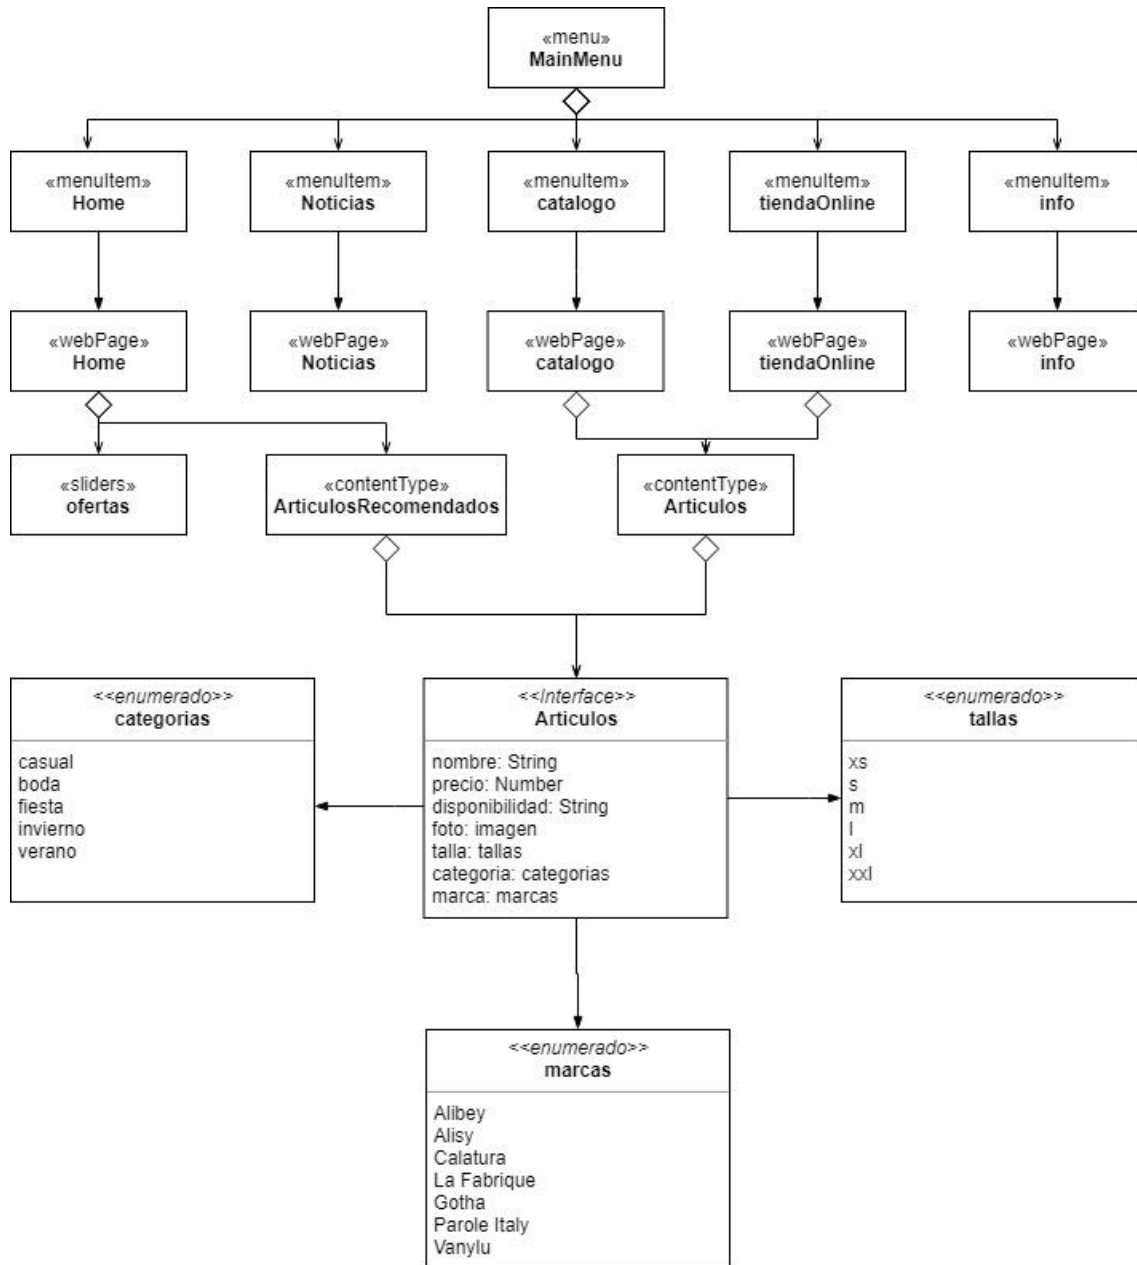 «menu»
MainMenu
«menuItem»
Home
«menuItem»
Noticias
«menuItem»
catalogo
«menuItem»
tiendaOnline
«menuItem»
info
«webPage»
Home
«webPage»
Noticias
«webPage»
catalogo
«webPage»
tiendaOnline
«webPage»
info
«sliders»
ofertas
«contentType»
ArticulosRecomendados
«contentType»
Articulos
<<enumerado>>
categorias
casual
boda
fiesta
invierno
verano
<<Interface>>
Articulos
nombre: String
precio: Number
disponibilidad: String
foto: imagen
talla: tallas
categoria: categorias
marca: marcas
<<enumerado>>
tallas
xs
s
m
l
xl
xxl
<<enumerado>>
marcas
Alibey
Alisy
Calatura
La Fabrique
Gotha
Parole Italy
Vanylu